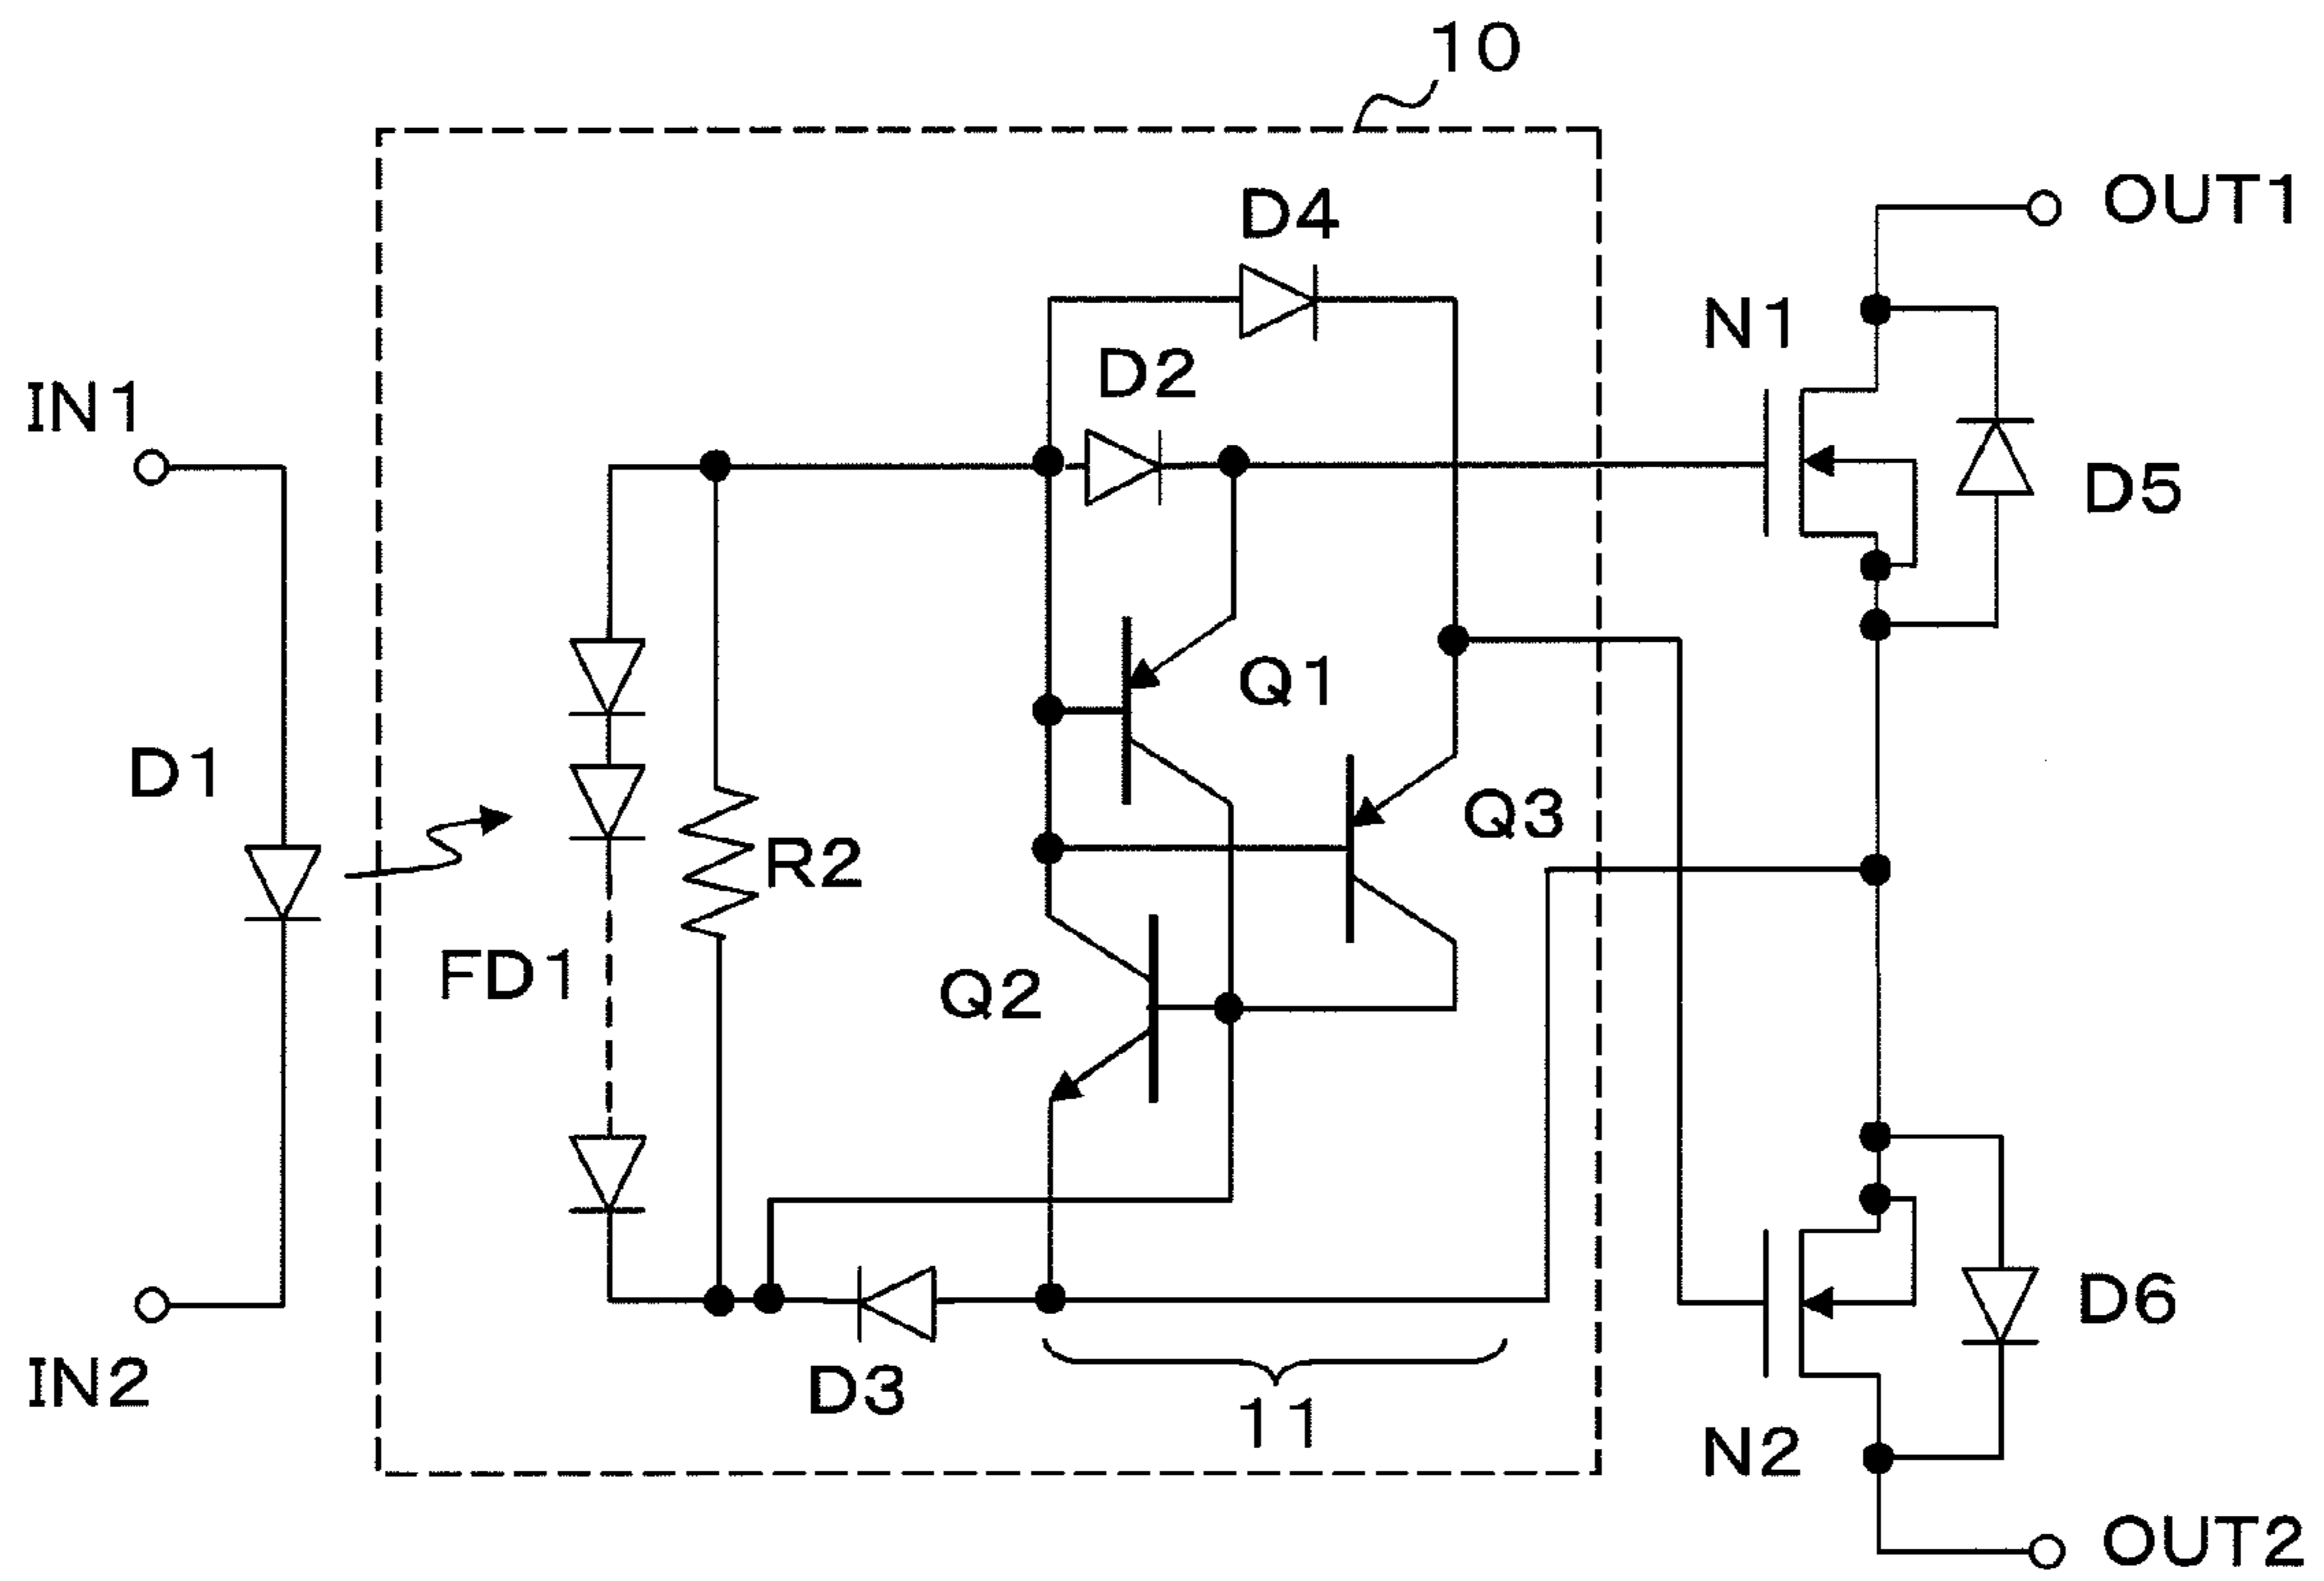 10
D4
OUT1
N1
D2
IN1
D5
Q1
D1
Q3
R2
FD1
Q2
D6
IN2
D3
11
N2
OUT2